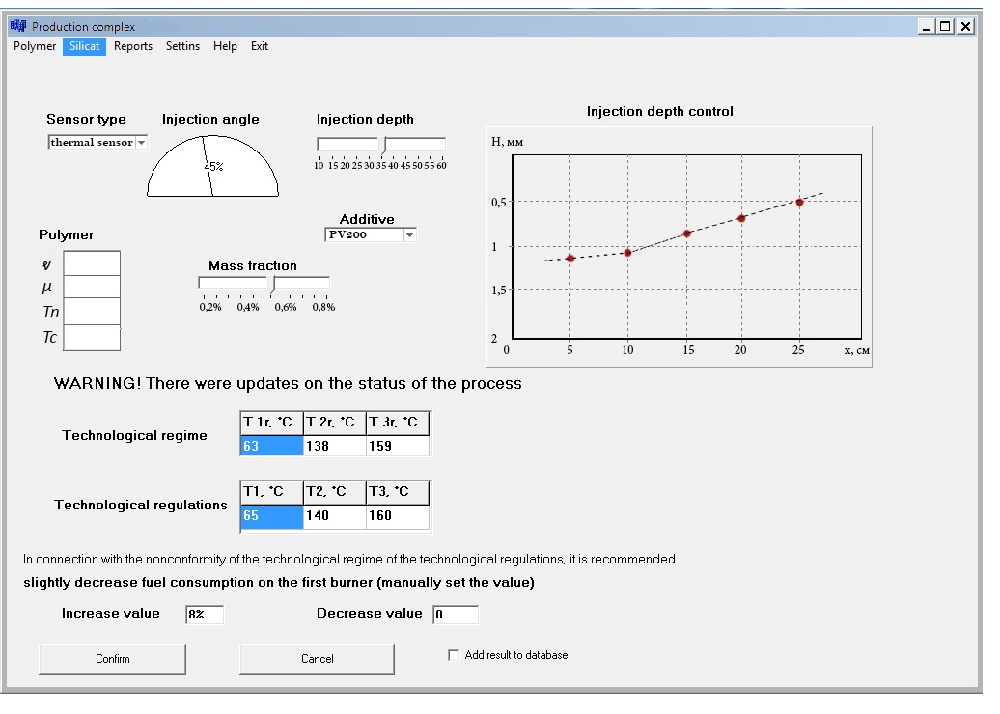 Production complex
Polymer Silicat Reports Settins Help Exit
Sensor type
thermal sensor
Injection angle
-5%
Injection depth
10 15 20 25 30 35 40 45 50 55 60
Injection depth control
H, мм
0,5
1
1,5
2
0 5 10 15 20 25 x, см
Additive
PV200
Polymer
ν
μ
Tn
Tc
Mass fraction
0,2% 0,4% 0,6% 0,8%
WARNING! There were updates on the status of the process
Technological regime
T 1r, °C T 2r, °C T 3r, °C
63 138 159
Technological regulations
T1, °C T2, °C T3, °C
65 140 160
In connection with the nonconformity of the technological regime of the technological regulations, it is recommended
slightly decrease fuel consumption on the first burner (manually set the value)
Increase value 8% Decrease value 0
Confirm Cancel Add result to database